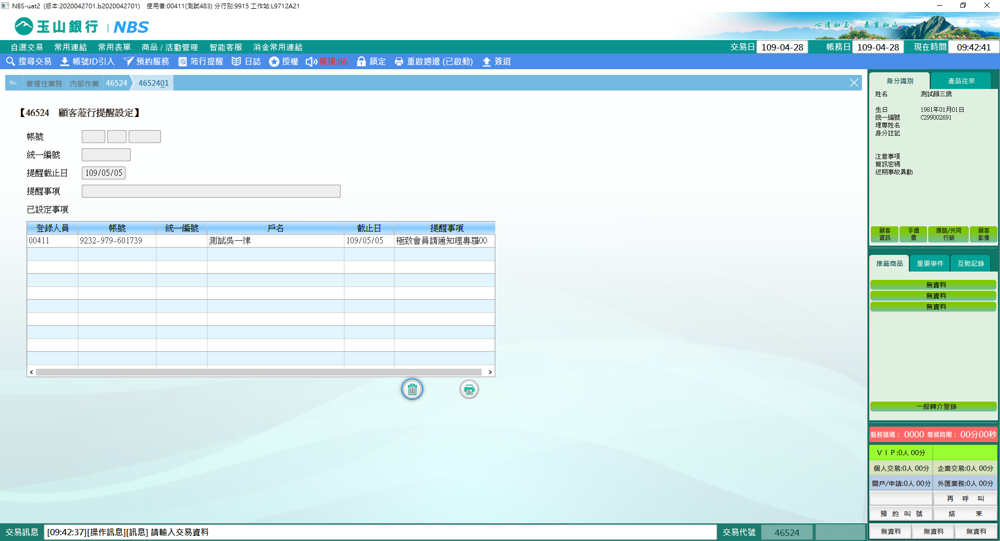 NBS-uat2 (版本:2020042701.b2020042701) 使用者:00411(測試483) 分行別:9915 工作站:L9712A21
玉山銀行 | NBS
心清如玉。義重如山。
自選交易 常用連結 常用表單 商品 / 活動管理 智能客服 消金常用連結 交易日 109-04-28 帳務日 109-04-28 現在時間 09:42:41
搜尋交易 帳號ID引入 預約服務 蒞行提醒 日誌 授權 廣播:86 鎖定 重啟週邊 (已啟動) 簽退
管理性業務 內部作業 46524 4652401
【46524 顧客蒞行提醒設定】
帳號
統一編號
提醒截止日 109/05/05
提醒事項
已設定事項
登錄人員 帳號 統一編號 戶名 截止日 提醒事項
00411 9232-979-601739 測試吳一律 109/05/05 極致會員請通知理專羅00
身分識別 產品往來
姓名 測試顏三歲
生日 1981年01月01日
統一編號 C299002691
理專姓名
身分註記
注意事項
簡訊密碼
近期事故異動
顧客資訊 手續費 通路/共同行銷 顧客影像
推薦商品 重要事件 互動記錄
無資料
無資料
無資料
一般轉介登錄
服務號碼： 0000 等候時間： 00分00秒
ＶＩＰ:0人 00分
個人交易:0人 00分 企業交易:0人 00分
開戶/申請:0人 00分 外匯業務:0人 00分
再 呼 叫
預 約 叫 號 結 束
無資料 無資料 無資料
交易訊息 [09:42:37][操作訊息][訊息] 請輸入交易資料 交易代號 46524